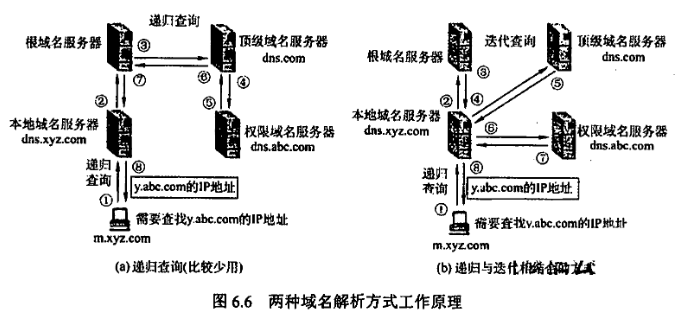 递归查询
根域名服务器
③
顶级域名服务器
dns.com
⑦
⑥
④
②
⑤
本地域名服务器
dns.xyz.com
权限域名服务器
dns.abc.com
递归
查询
⑧
y.abc.com的IP地址
①
需要查找y.abc.com的IP地址
m.xyz.com
(a) 递归查询(比较少用)
迭代查询
根域名服务器
顶级域名服务器
dns.com
③
②
④
⑤
本地域名服务器
dns.xyz.com
⑥
权限域名服务器
dns.abc.com
⑦
递归
查询
⑧
y.abc.com的IP地址
①
需要查找y.abc.com的IP地址
m.xyz.com
(b) 递归与迭代相结合的方式
图 6.6 两种域名解析方式工作原理